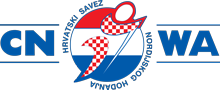 CN WA
HRVATSKI SAVEZ
NORDIJSKOG HODANJA